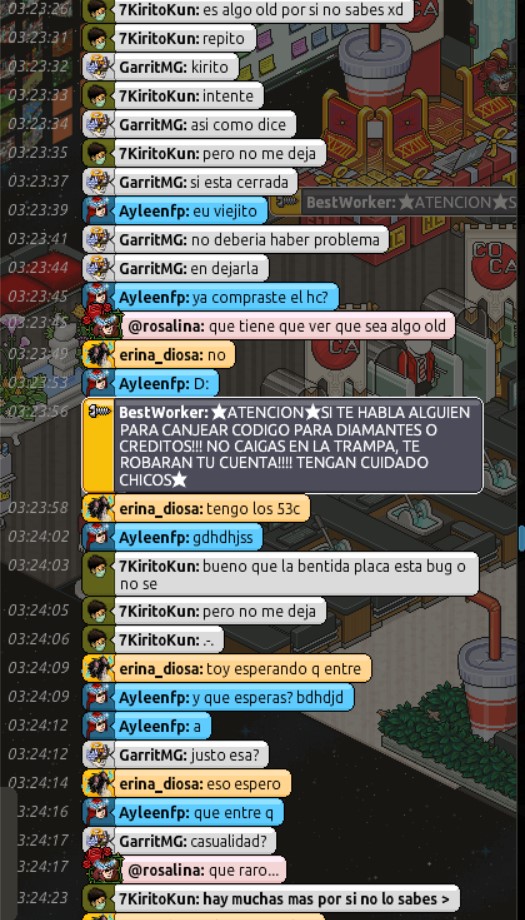 03:23:26 7KiritoKun: es algo old por si no sabes xd
03:23:31 7KiritoKun: repito
03:23:32 GarritMG: kirito
03:23:33 7KiritoKun: intente
03:23:34 GarritMG: asi como dice
03:23:35 7KiritoKun: pero no me deja
03:23:37 GarritMG: si esta cerrada
BestWorker: ★ATENCION★S
03:23:39 Ayleenfp: eu viejito
03:23:41 GarritMG: no deberia haber problema
03:23:44 GarritMG: en dejarla
03:23:45 Ayleenfp: ya compraste el hc?
03:23:45 @rosalina: que tiene que ver que sea algo old
03:23:49 erina_diosa: no
03:23:53 Ayleenfp: D:
03:23:56 BestWorker: ★ATENCION★SI TE HABLA ALGUIEN
PARA CANJEAR CODIGO PARA DIAMANTES O
CREDITOS!!! NO CAIGAS EN LA TRAMPA, TE
ROBARAN TU CUENTA!!!! TENGAN CUIDADO
CHICOS★
03:23:58 erina_diosa: tengo los 53c
03:24:02 Ayleenfp: gdhdhjss
03:24:03 7KiritoKun: bueno que la bentida placa esta bug o
no se
03:24:05 7KiritoKun: pero no me deja
03:24:06 7KiritoKun: .-.
03:24:09 erina_diosa: toy esperando q entre
03:24:09 Ayleenfp: y que esperas? bdhdjd
03:24:12 Ayleenfp: a
03:24:12 GarritMG: justo esa?
03:24:14 erina_diosa: eso espero
3:24:16 Ayleenfp: que entre q
3:24:17 GarritMG: casualidad?
3:24:17 @rosalina: que raro...
3:24:23 7KiritoKun: hay muchas mas por si no lo sabes >
XVIII
CO
CA
CA